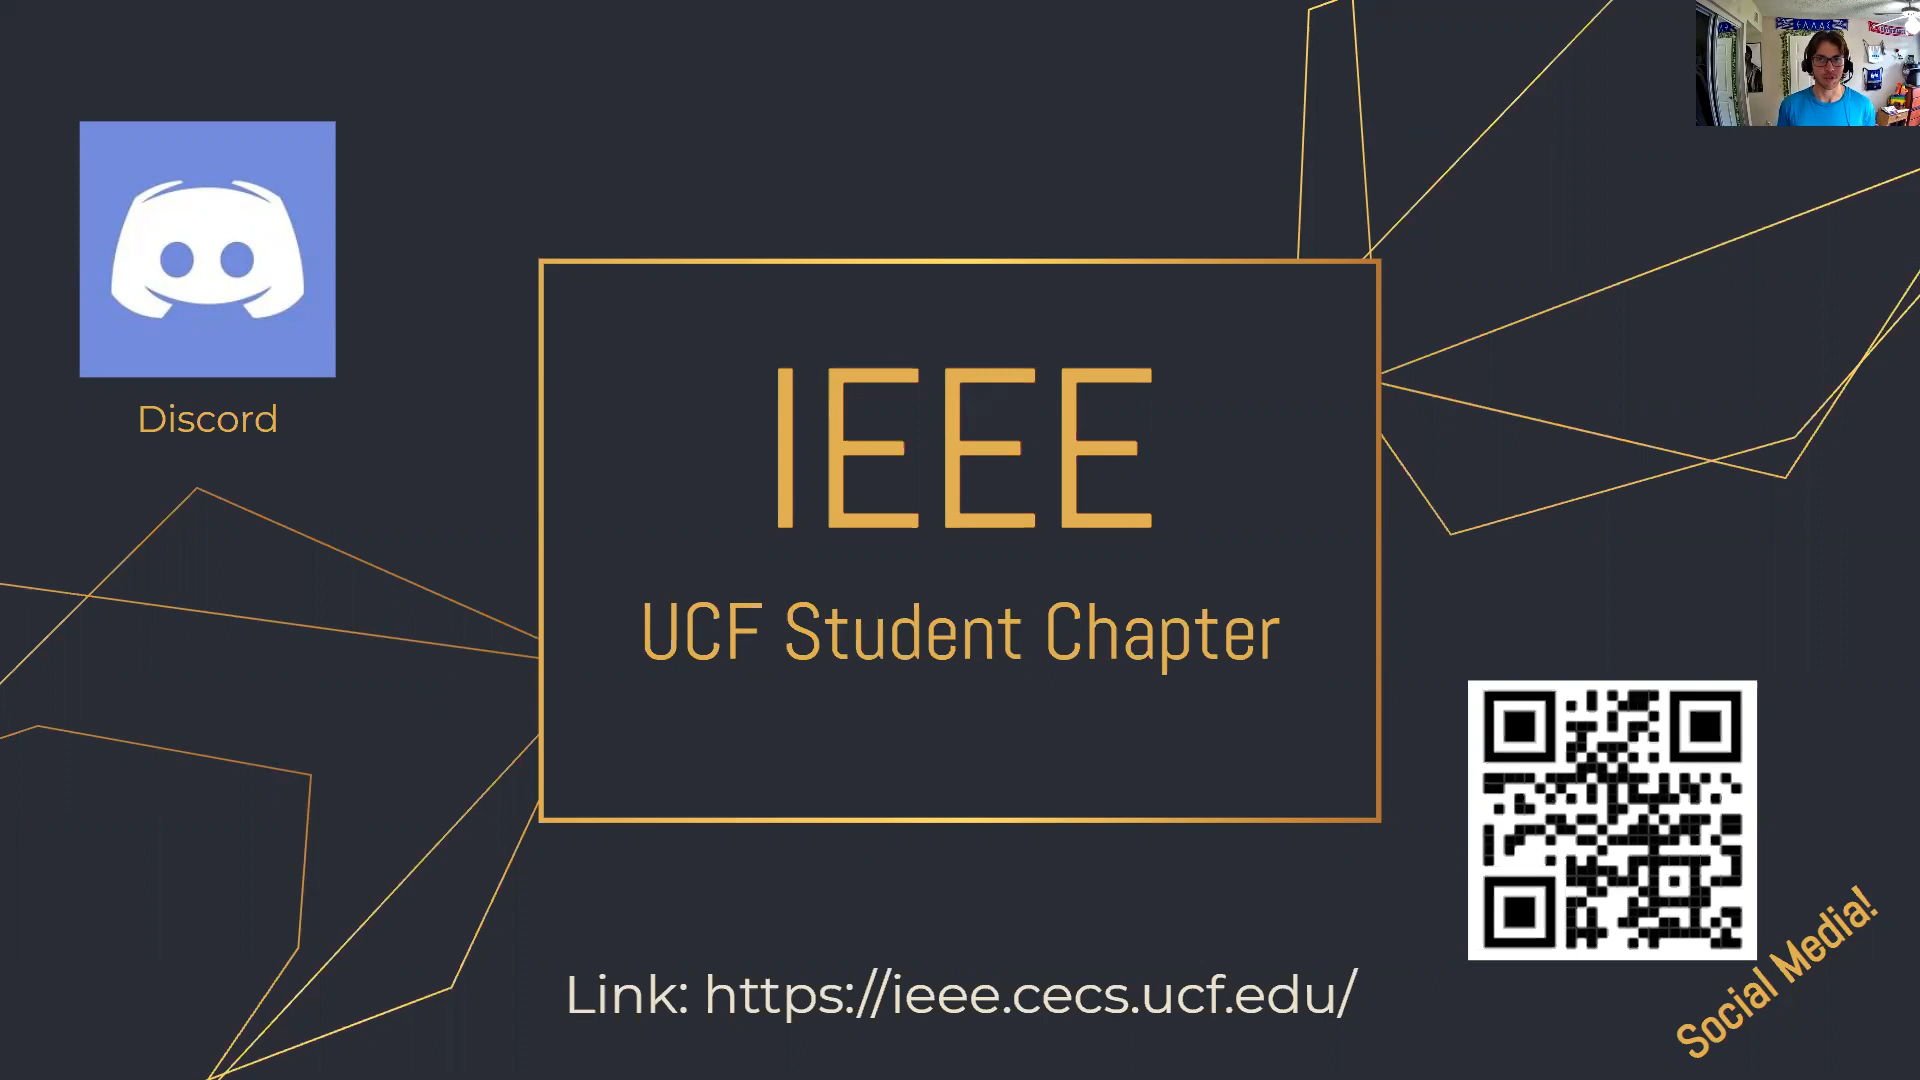 Discord
IEEE
UCF Student Chapter
Link: https://ieee.cecs.ucf.edu/
Social Media!